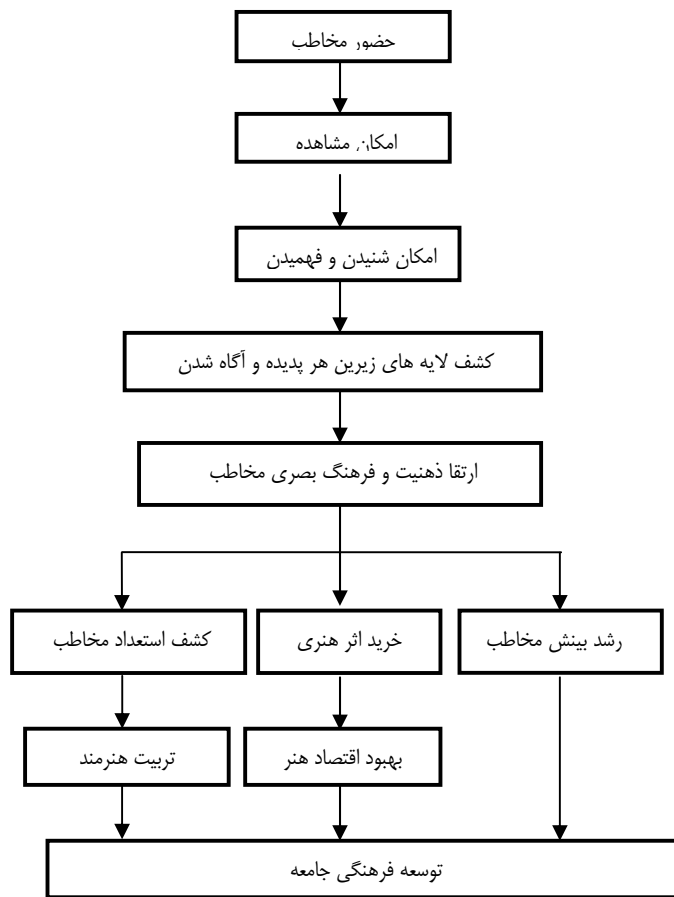 حضور مخاطب
امکان مشاهده
امکان شنیدن و فهمیدن
کشف لایه های زیرین هر پدیده و آگاه شدن
ارتقا ذهنیت و فرهنگ بصری مخاطب
رشد بینش مخاطب
خرید اثر هنری
کشف استعداد مخاطب
بهبود اقتصاد هنر
تربیت هنرمند
توسعه فرهنگی جامعه